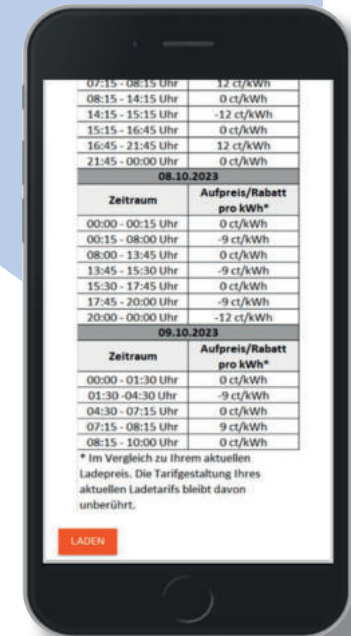 07:15 - 08:15 Uhr 12 ct/kWh
08:15 - 14:15 Uhr 0 ct/kWh
14:15 - 15:15 Uhr -12 ct/kWh
15:15 - 16:45 Uhr 0 ct/kWh
16:45 - 21:45 Uhr 12 ct/kWh
21:45 - 00:00 Uhr 0 ct/kWh
08.10.2023
Zeitraum Aufpreis/Rabatt
pro kWh*
00:00 - 00:15 Uhr 0 ct/kWh
00:15 - 08:00 Uhr -9 ct/kWh
08:00 - 13:45 Uhr 0 ct/kWh
13:45 - 15:30 Uhr -9 ct/kWh
15:30 - 17:45 Uhr 0 ct/kWh
17:45 - 20:00 Uhr -9 ct/kWh
20:00 - 00:00 Uhr -12 ct/kWh
09.10.2023
Zeitraum Aufpreis/Rabatt
pro kWh*
00:00 - 01:30 Uhr 0 ct/kWh
01:30 -04:30 Uhr -9 ct/kWh
04:30 - 07:15 Uhr 0 ct/kWh
07:15 - 08:15 Uhr 9 ct/kWh
08:15 - 10:00 Uhr 0 ct/kWh
* Im Vergleich zu Ihrem aktuellen
Ladepreis. Die Tarifgestaltung Ihres
aktuellen Ladetarifs bleibt davon
unberührt.
LADEN